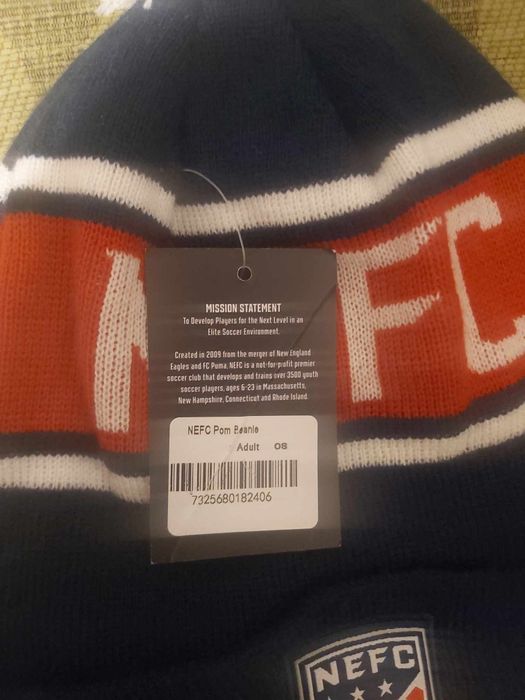 N FC
MISSION STATEMENT
To Develop Players for the Next Level in an
Elite Soccer Environment.
Created in 2009 from the merger of New England
Eagles and FC Puma, NEFC is a not-for-profit premier
soccer club that develops and trains over 3500 youth
soccer players, ages 6-23 in Massachusetts,
New Hampshire, Connecticut and Rhode Island.
NEFC Pom Beanie
Adult OS
7325680182406
NEFC